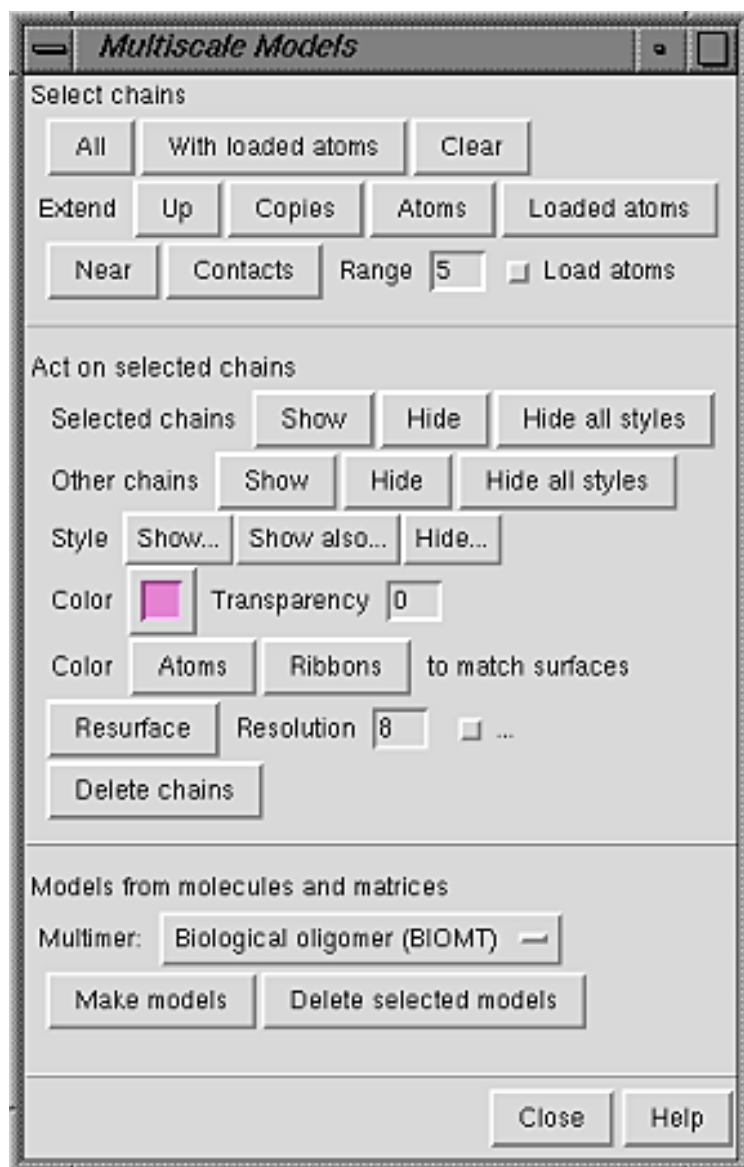 Multiscale Models
Select chains
All With loaded atoms Clear
Extend Up Copies Atoms Loaded atoms
Near Contacts Range 5 Load atoms
Act on selected chains
Selected chains Show Hide Hide all styles
Other chains Show Hide Hide all styles
Style Show... Show also... Hide...
Color Transparency 0
Color Atoms Ribbons to match surfaces
Resurface Resolution 8 ...
Delete chains
Models from molecules and matrices
Multimer: Biological oligomer (BIOMT)
Make models Delete selected models
Close Help